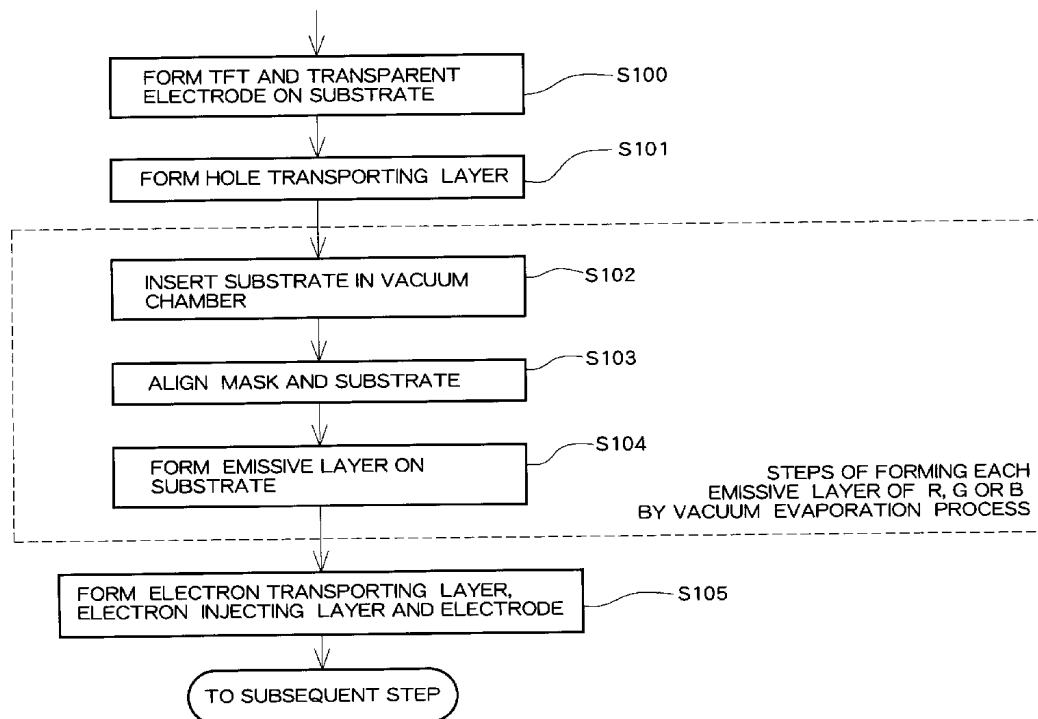 FORM TFT AND TRANSPARENT
ELECTRODE ON SUBSTRATE
S100
FORM HOLE TRANSPORTING LAYER
S101
INSERT SUBSTRATE IN VACUUM
CHAMBER
S102
ALIGN MASK AND SUBSTRATE
S103
FORM EMISSIVE LAYER ON
SUBSTRATE
S104
STEPS OF FORMING EACH
EMISSIVE LAYER OF R, G OR B
BY VACUUM EVAPORATION PROCESS
FORM ELECTRON TRANSPORTING LAYER,
ELECTRON INJECTING LAYER AND ELECTRODE
S105
TO SUBSEQUENT STEP